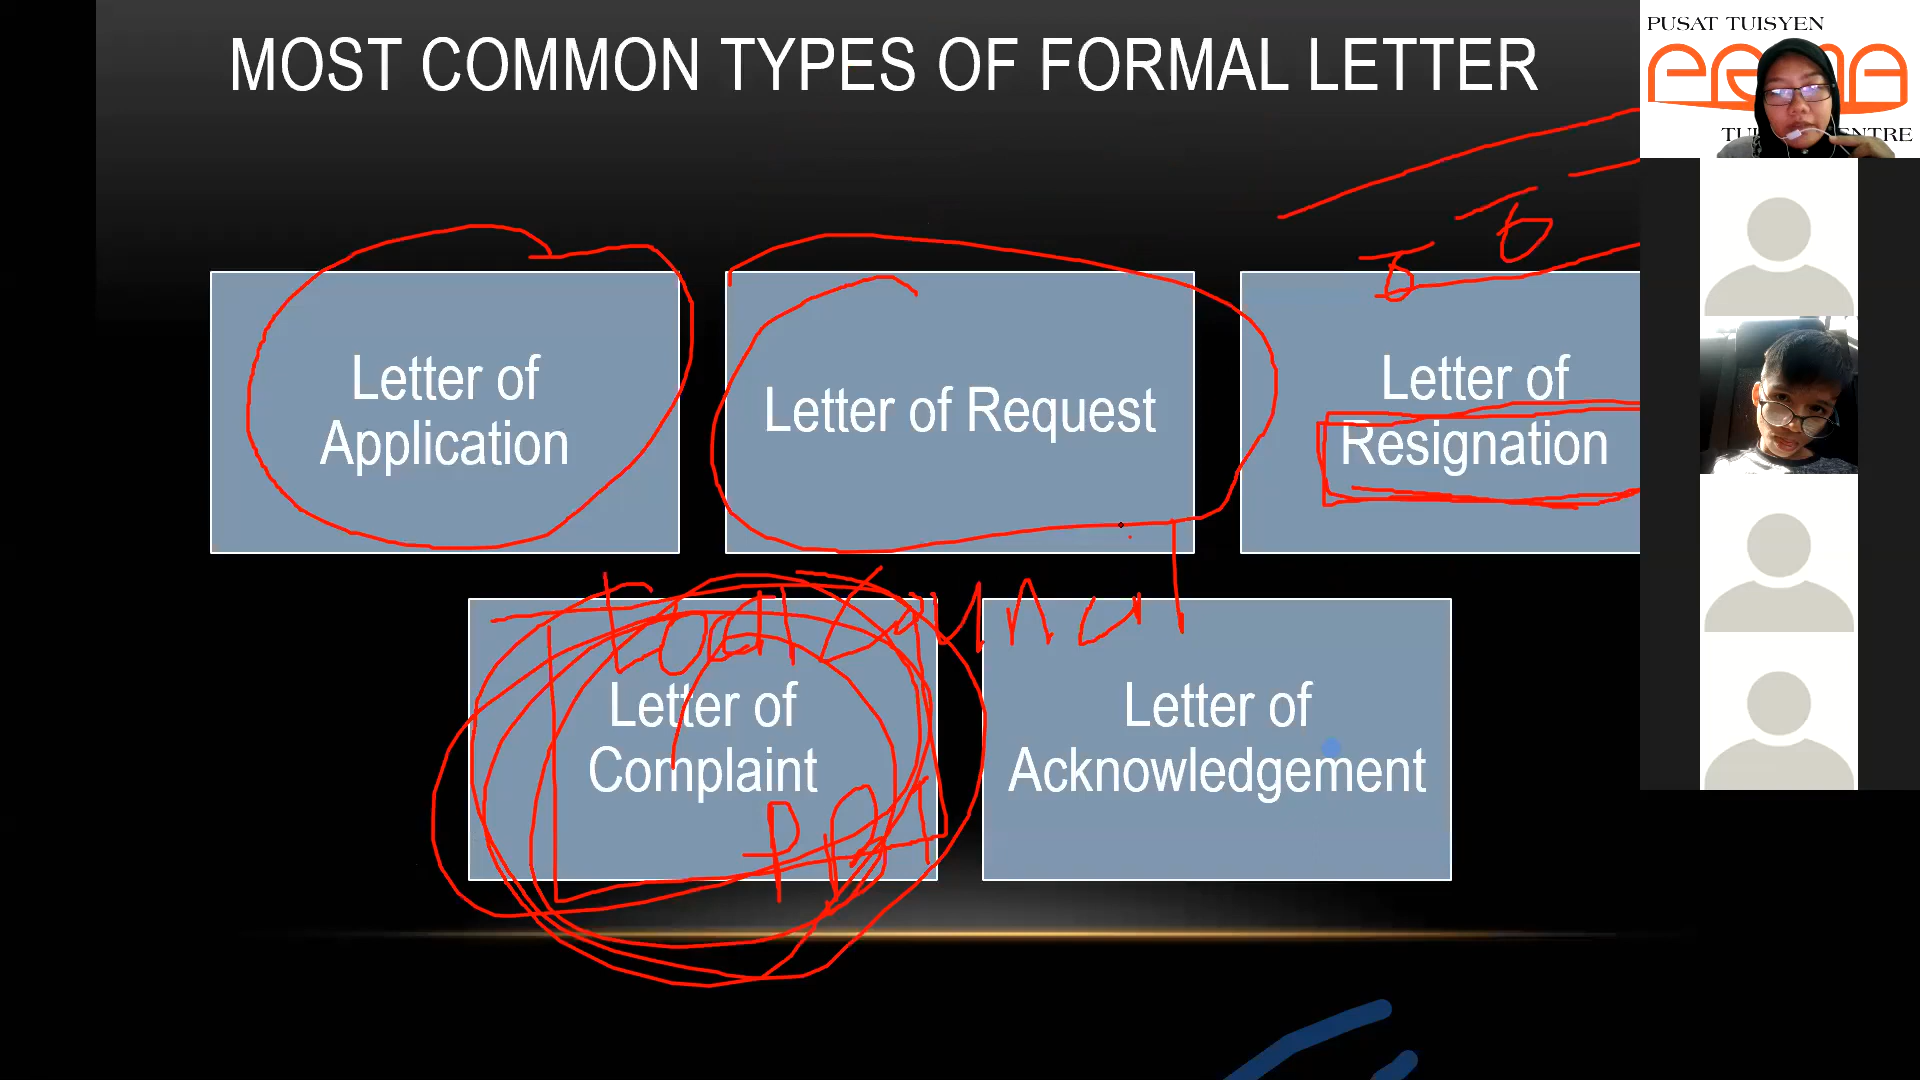 MOST COMMON TYPES OF FORMAL LETTER
PUSAT TUISYEN
Letter of
Application
Letter of Request
Letter of
Resignation
Letter of
Complaint
Letter of
Acknowledgement